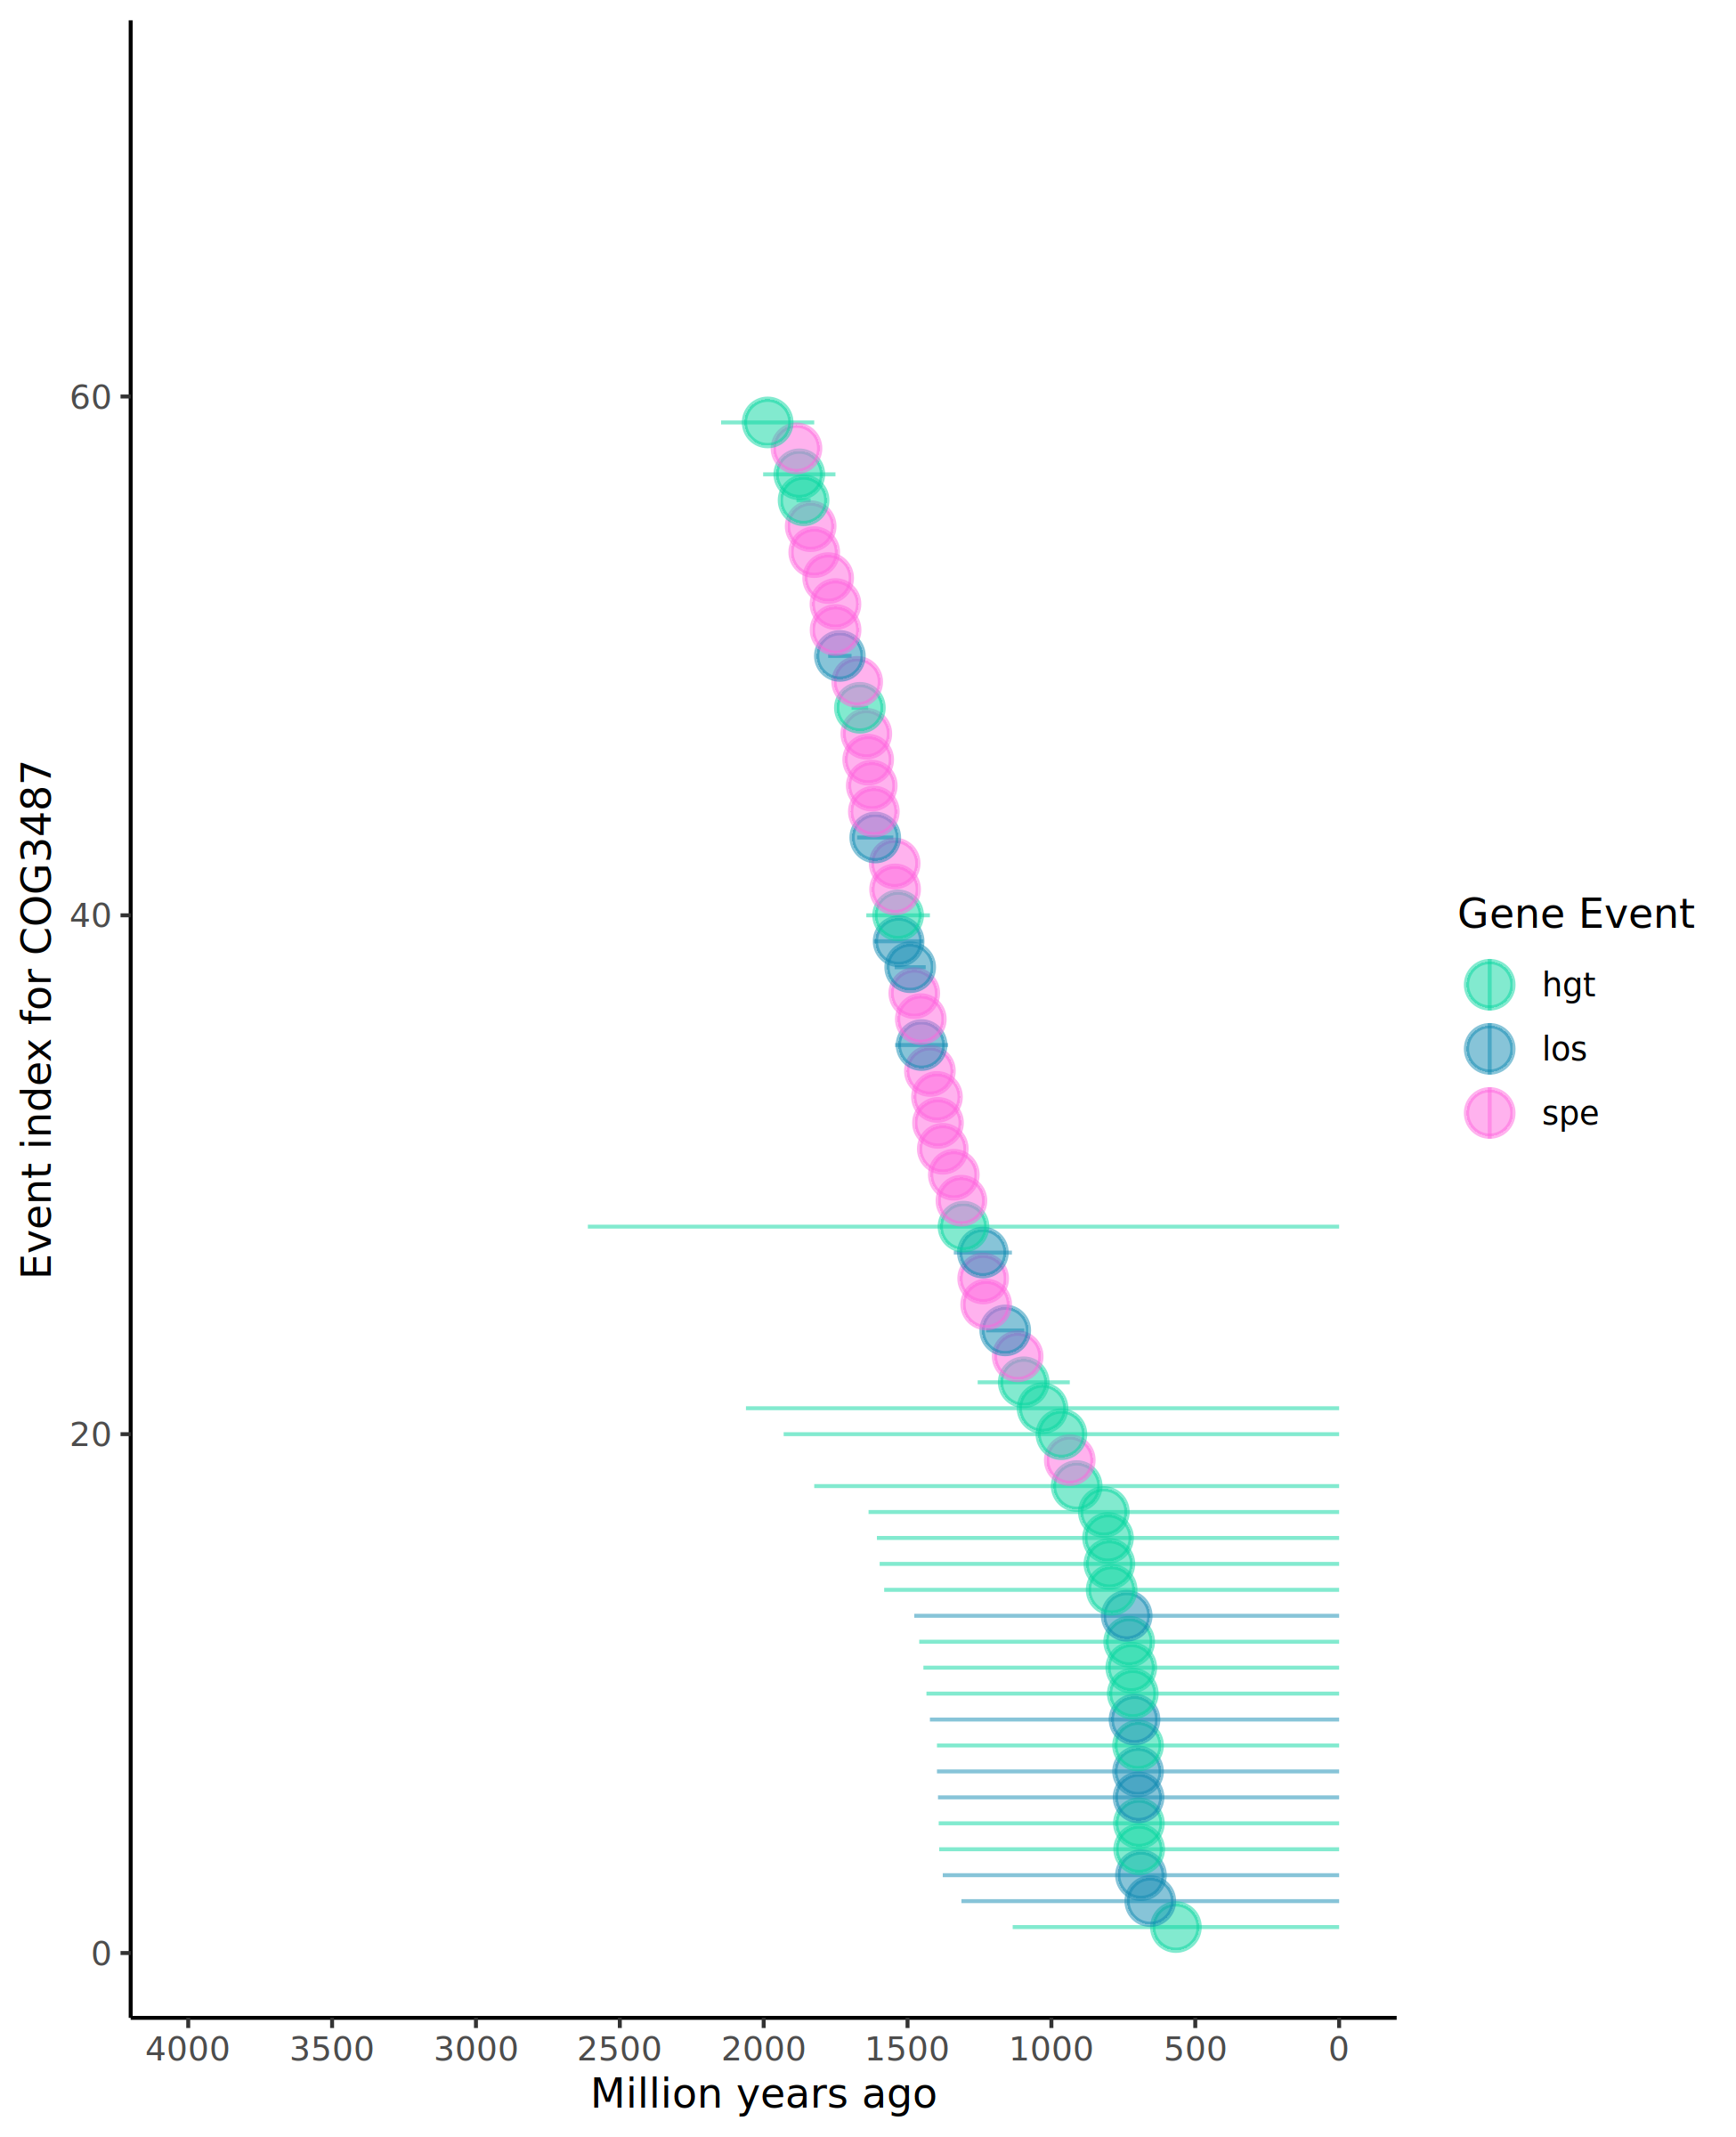 60
40
20
0
Event index for COG3487
4000 3500 3000 2500 2000 1500 1000 500 0
Million years ago
Gene Event
hgt
los
spe